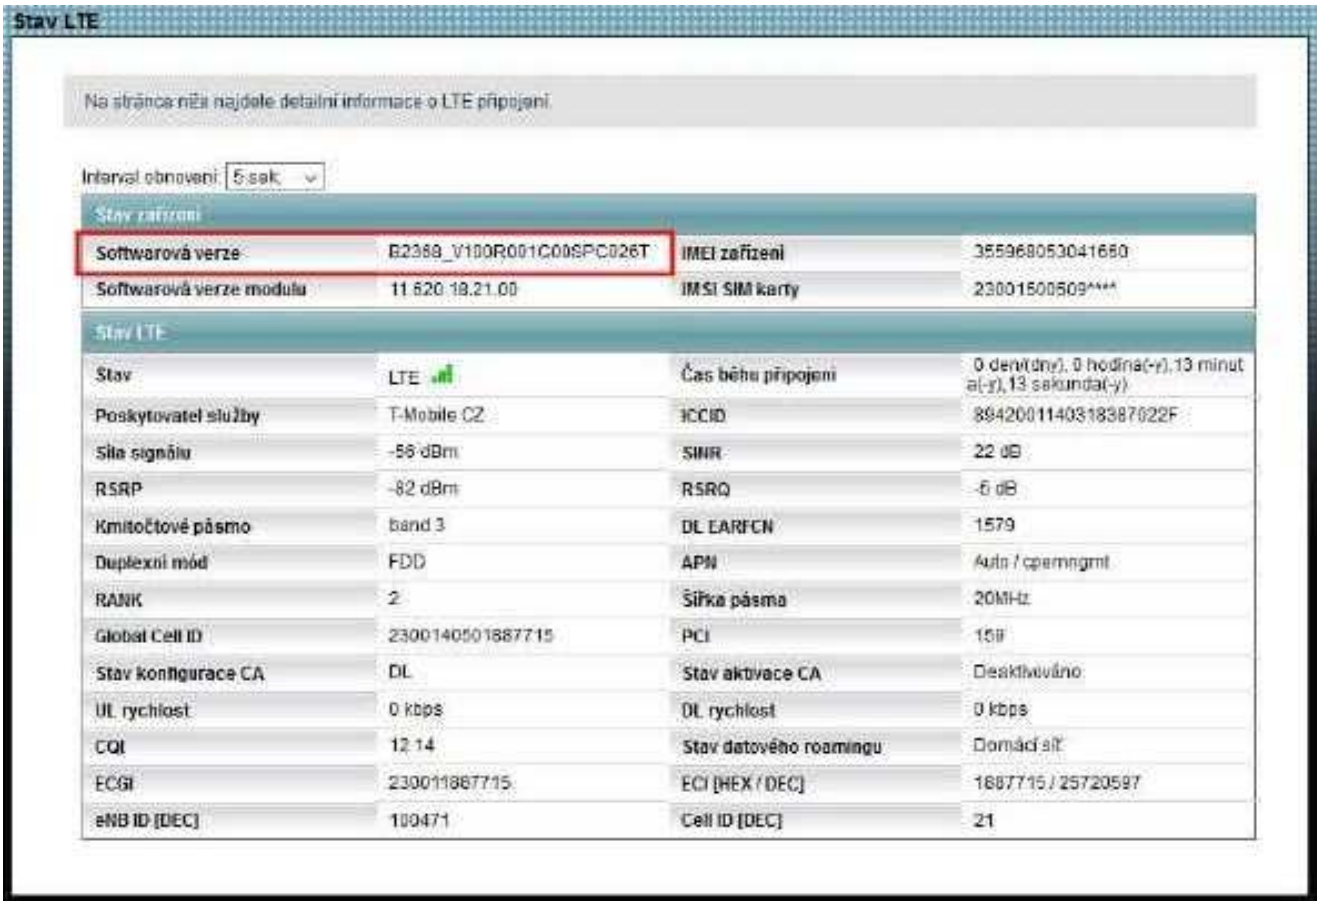 Stav LTE
Na stránce níže najdete detailní informace o LTE připojení
Interval obnovení: 5 sek.
Stav zařízení
Softwarová verze B2368_V100R001C00SPC026T IMEI zařízení 355968053041660
Softwarová verze modulu 11.620.18.21.00 IMSI SIM karty 23001500509****
Stav LTE
Stav LTE Čas běhu připojení 0 den(dny), 0 hodina(-y),13 minut
a(-y),13 sekunda(-y)
Poskytovatel služby T-Mobile CZ ICCID 8942001140318387022F
Síla signálu -56 dBm SINR 22 dB
RSRP -82 dBm RSRQ -5 dB
Kmitočtové pásmo band 3 DL EARFCN 1579
Duplexní mód FDD APN Auto / cpemngmt
RANK 2 Šířka pásma 20MHz
Global Cell ID 2300140501887715 PCI 159
Stav konfigurace CA DL Stav aktivace CA Deaktivováno
UL rychlost 0 kbps DL rychlost 0 kbps
CQI 12 14 Stav datového roamingu Domácí síť
ECGI 230011887715 ECI [HEX / DEC] 1887715 / 25720597
eNB ID [DEC] 100471 Cell ID [DEC] 21